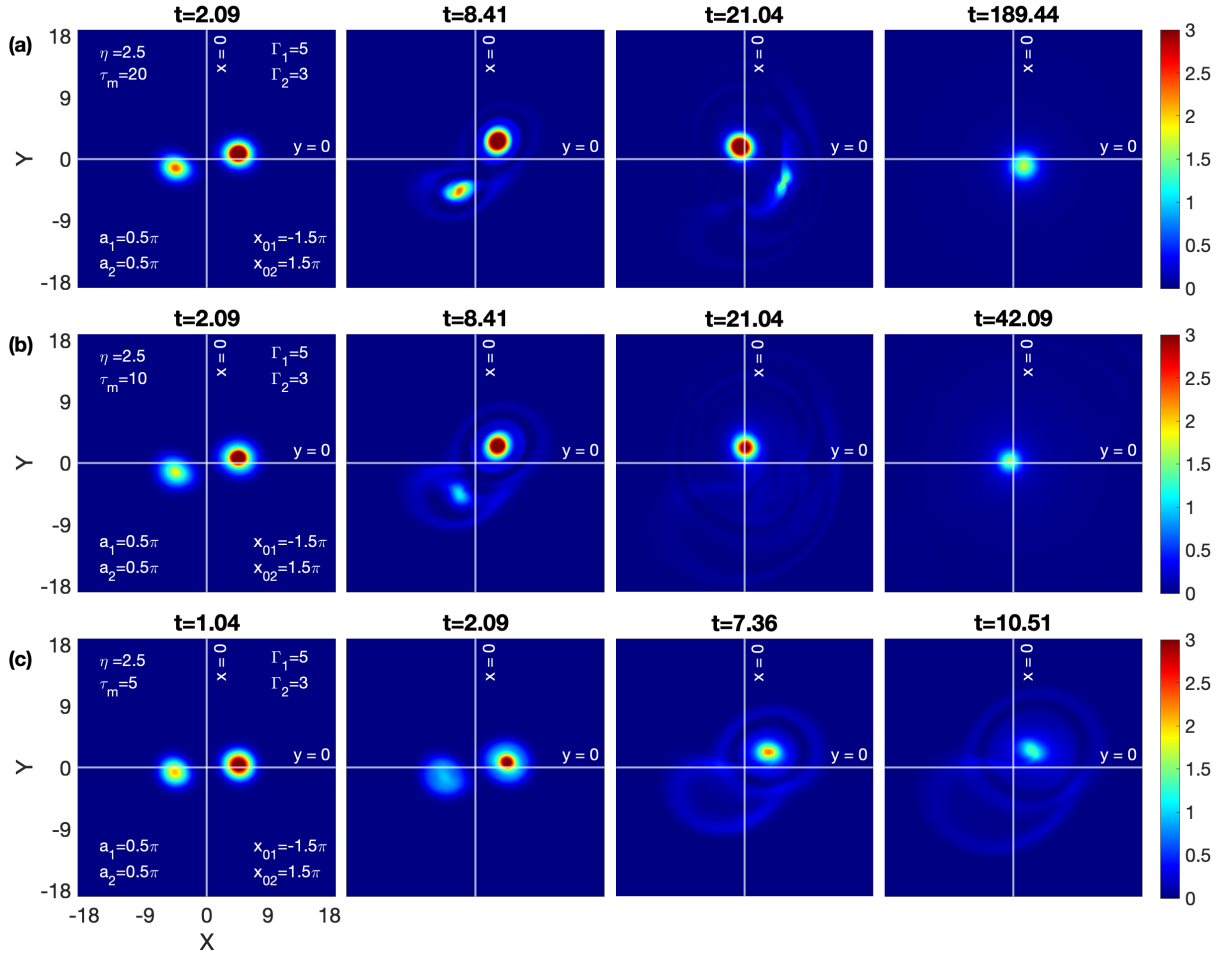 t=2.09 t=8.41 t=21.04 t=189.44
(a) 18 9 0 -9 -18 Y
η =2.5 Γ1=5
τm=20 Γ2=3
x = 0 x = 0 x = 0 x = 0
y = 0 y = 0 y = 0 y = 0
a1=0.5π x01=-1.5π
a2=0.5π x02=1.5π
3 2.5 2 1.5 1 0.5 0
t=2.09 t=8.41 t=21.04 t=42.09
(b) 18 9 0 -9 -18 Y
η =2.5 Γ1=5
τm=10 Γ2=3
x = 0 x = 0 x = 0 x = 0
y = 0 y = 0 y = 0 y = 0
a1=0.5π x01=-1.5π
a2=0.5π x02=1.5π
3 2.5 2 1.5 1 0.5 0
t=1.04 t=2.09 t=7.36 t=10.51
(c) 18 9 0 -9 -18 Y
η =2.5 Γ1=5
τm=5 Γ2=3
x = 0 x = 0 x = 0 x = 0
y = 0 y = 0 y = 0 y = 0
a1=0.5π x01=-1.5π
a2=0.5π x02=1.5π
3 2.5 2 1.5 1 0.5 0
-18 -9 0 9 18
X